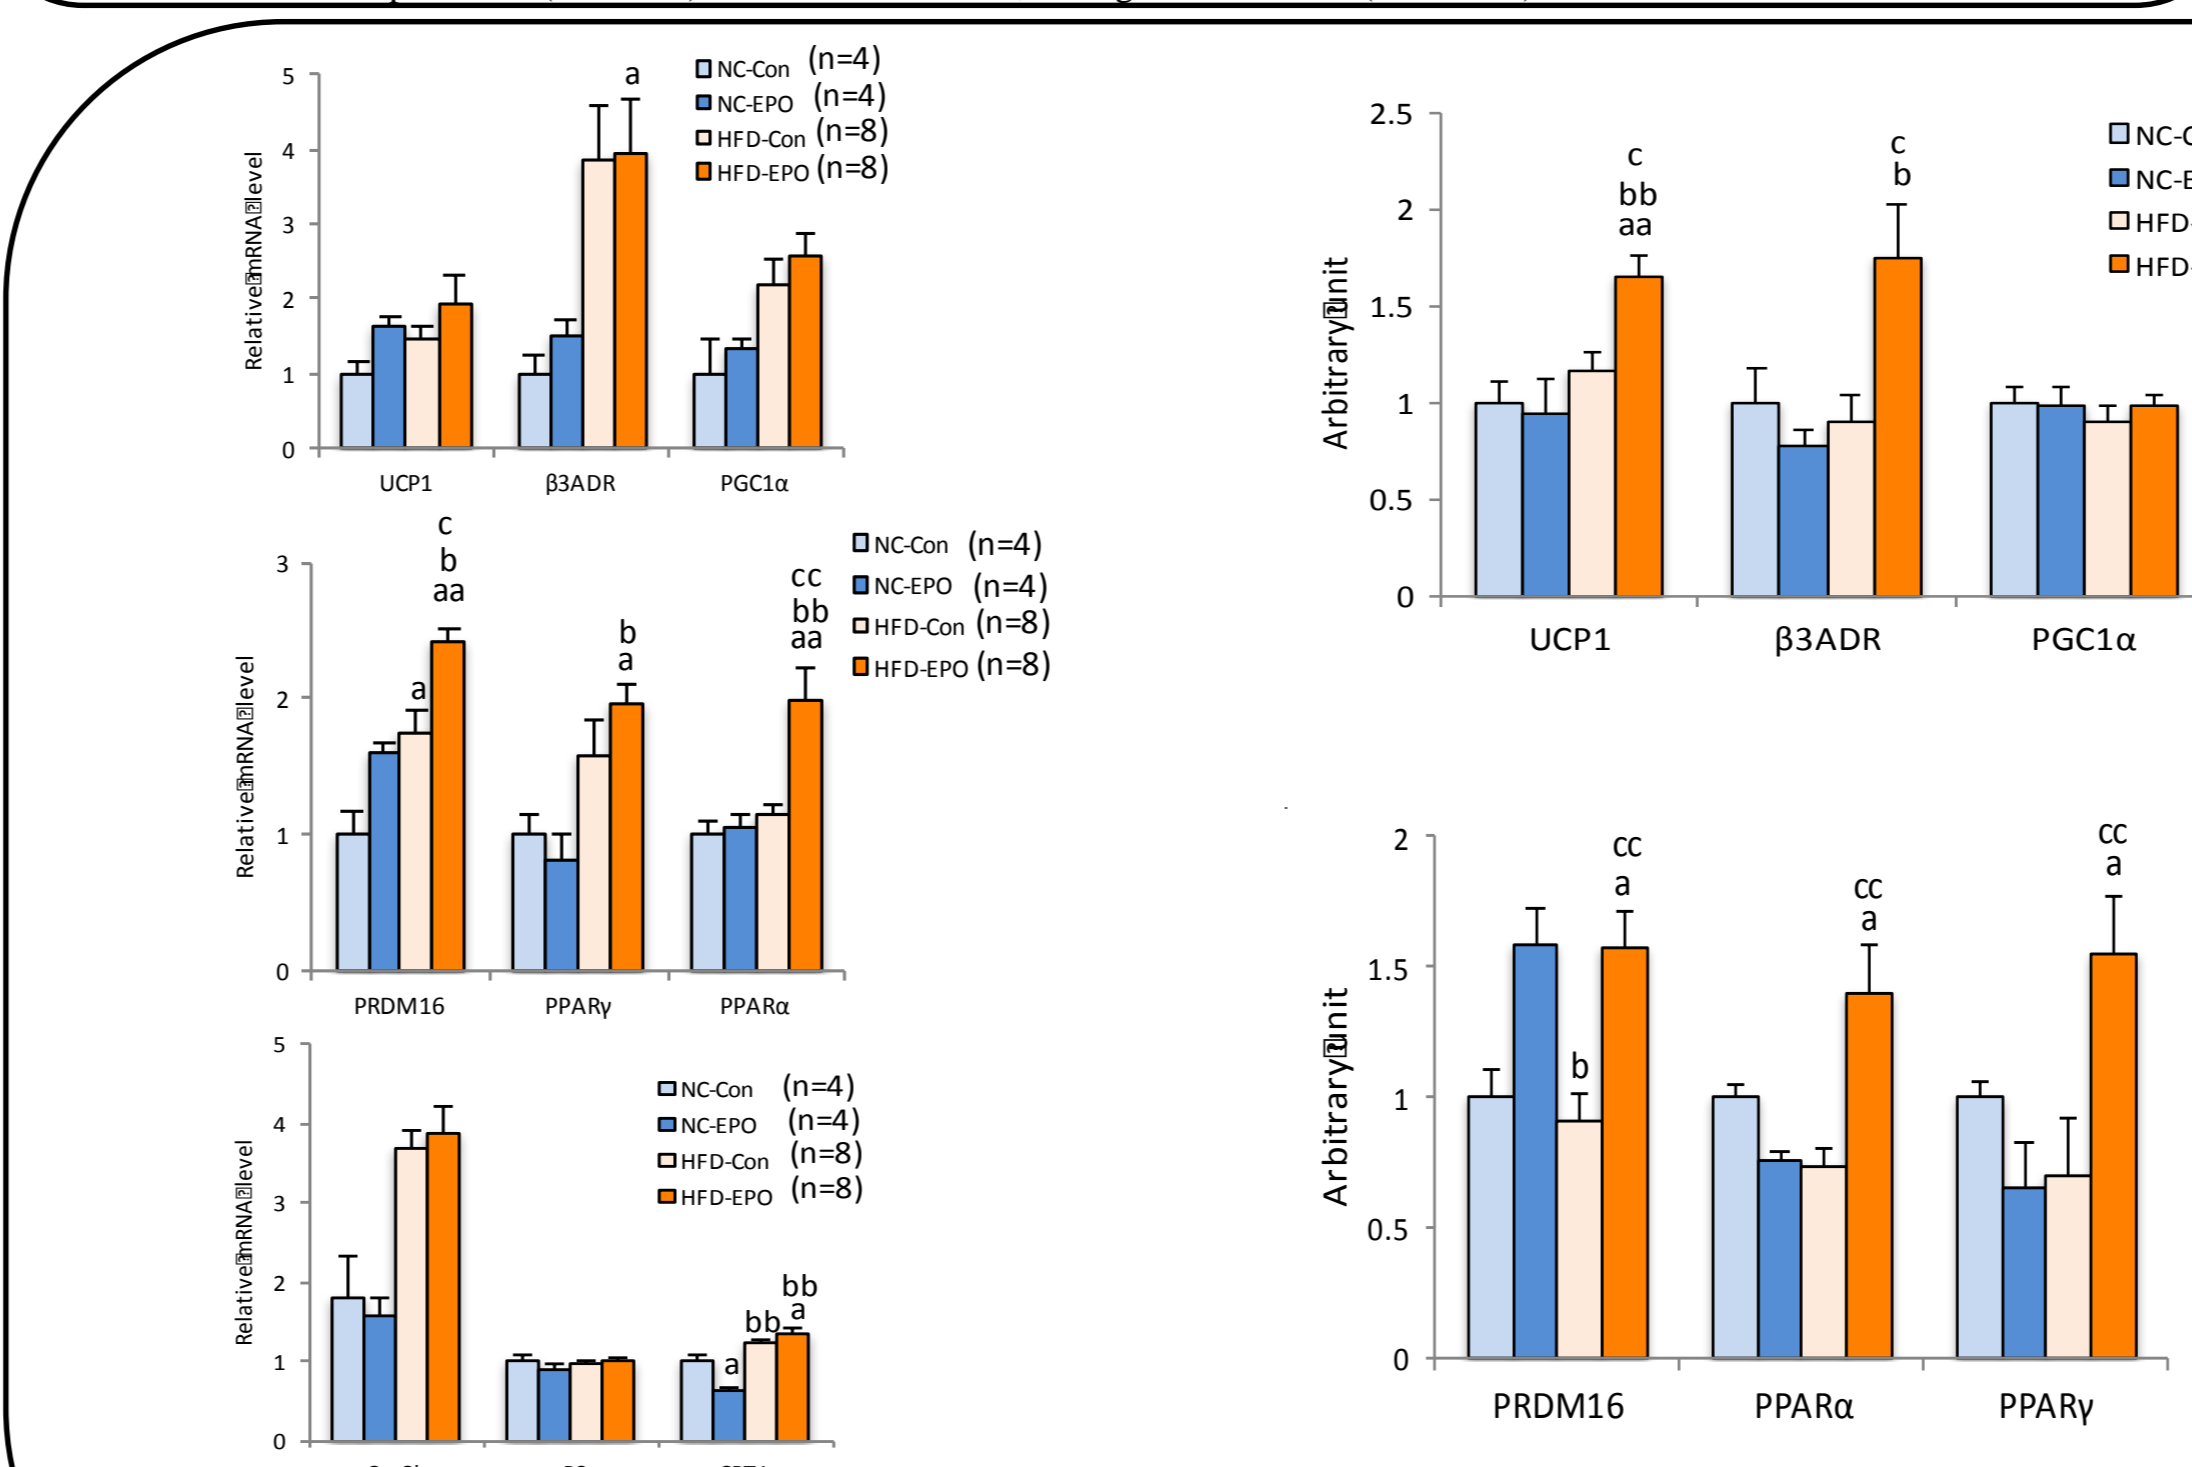 5
4
3
2
1
0
Relative mRNA level
a
NC-Con (n=4)
NC-EPO (n=4)
HFD-Con (n=8)
HFD-EPO (n=8)
UCP1 β3ADR PGC1α
3
2
1
0
Relative mRNA level
c
b
aa
a
b
a
cc
bb
aa
NC-Con (n=4)
NC-EPO (n=4)
HFD-Con (n=8)
HFD-EPO (n=8)
PRDM16 PPARγ PPARα
5
4
3
2
1
0
Relative mRNA level
NC-Con (n=4)
NC-EPO (n=4)
HFD-Con (n=8)
HFD-EPO (n=8)
a
bb
bb
a
2.5
2
1.5
1
0.5
0
Arbitrary unit
c
bb
aa
c
b
NC-
NC-
HFD-
HFD-
UCP1 β3ADR PGC1α
2
1.5
1
0.5
0
Arbitrary unit
b
cc
a
cc
a
cc
a
PRDM16 PPARα PPARγ